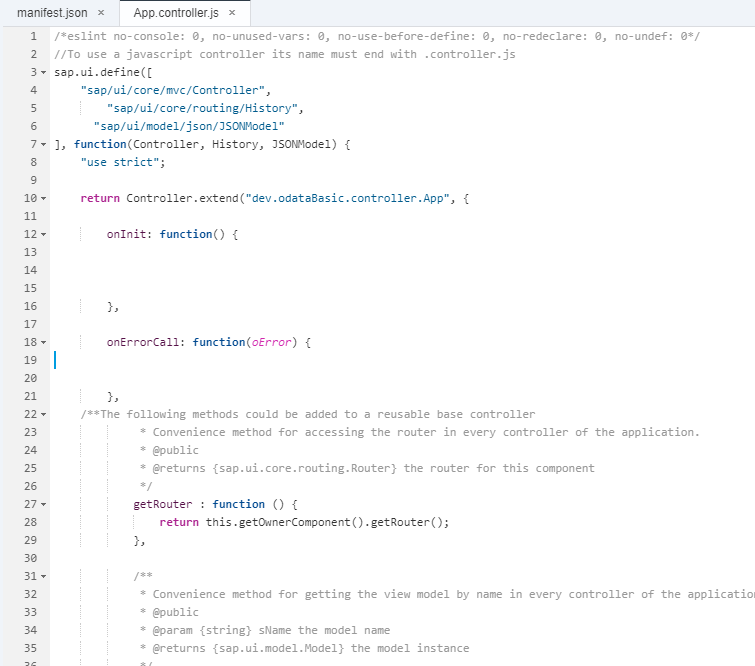 manifest.json × App.controller.js ×
1 /*eslint no-console: 0, no-unused-vars: 0, no-use-before-define: 0, no-redeclare: 0, no-undef: 0*/
2 //To use a javascript controller its name must end with .controller.js
3 sap.ui.define([
4 "sap/ui/core/mvc/Controller",
5 "sap/ui/core/routing/History",
6 "sap/ui/model/json/JSONModel"
7 ], function(Controller, History, JSONModel) {
8 "use strict";
9
10 return Controller.extend("dev.odataBasic.controller.App", {
11
12 onInit: function() {
13
14
15
16 },
17
18 onErrorCall: function(oError) {
19
20
21 },
22 /**The following methods could be added to a reusable base controller
23 * Convenience method for accessing the router in every controller of the application.
24 * @public
25 * @returns {sap.ui.core.routing.Router} the router for this component
26 */
27 getRouter : function () {
28 return this.getOwnerComponent().getRouter();
29 },
30
31 /**
32 * Convenience method for getting the view model by name in every controller of the applicatio
33 * @public
34 * @param {string} sName the model name
35 * @returns {sap.ui.model.Model} the model instance
36 */